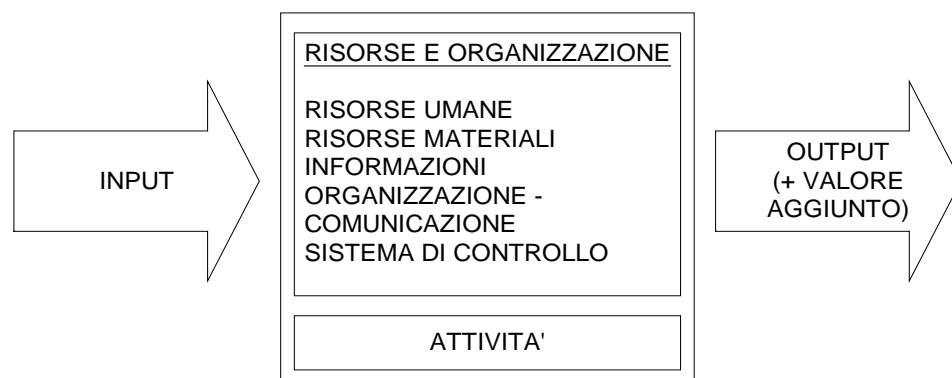 INPUT
RISORSE E ORGANIZZAZIONE
RISORSE UMANE
RISORSE MATERIALI
INFORMAZIONI
ORGANIZZAZIONE -
COMUNICAZIONE
SISTEMA DI CONTROLLO
ATTIVITA'
OUTPUT
(+ VALORE
AGGIUNTO)